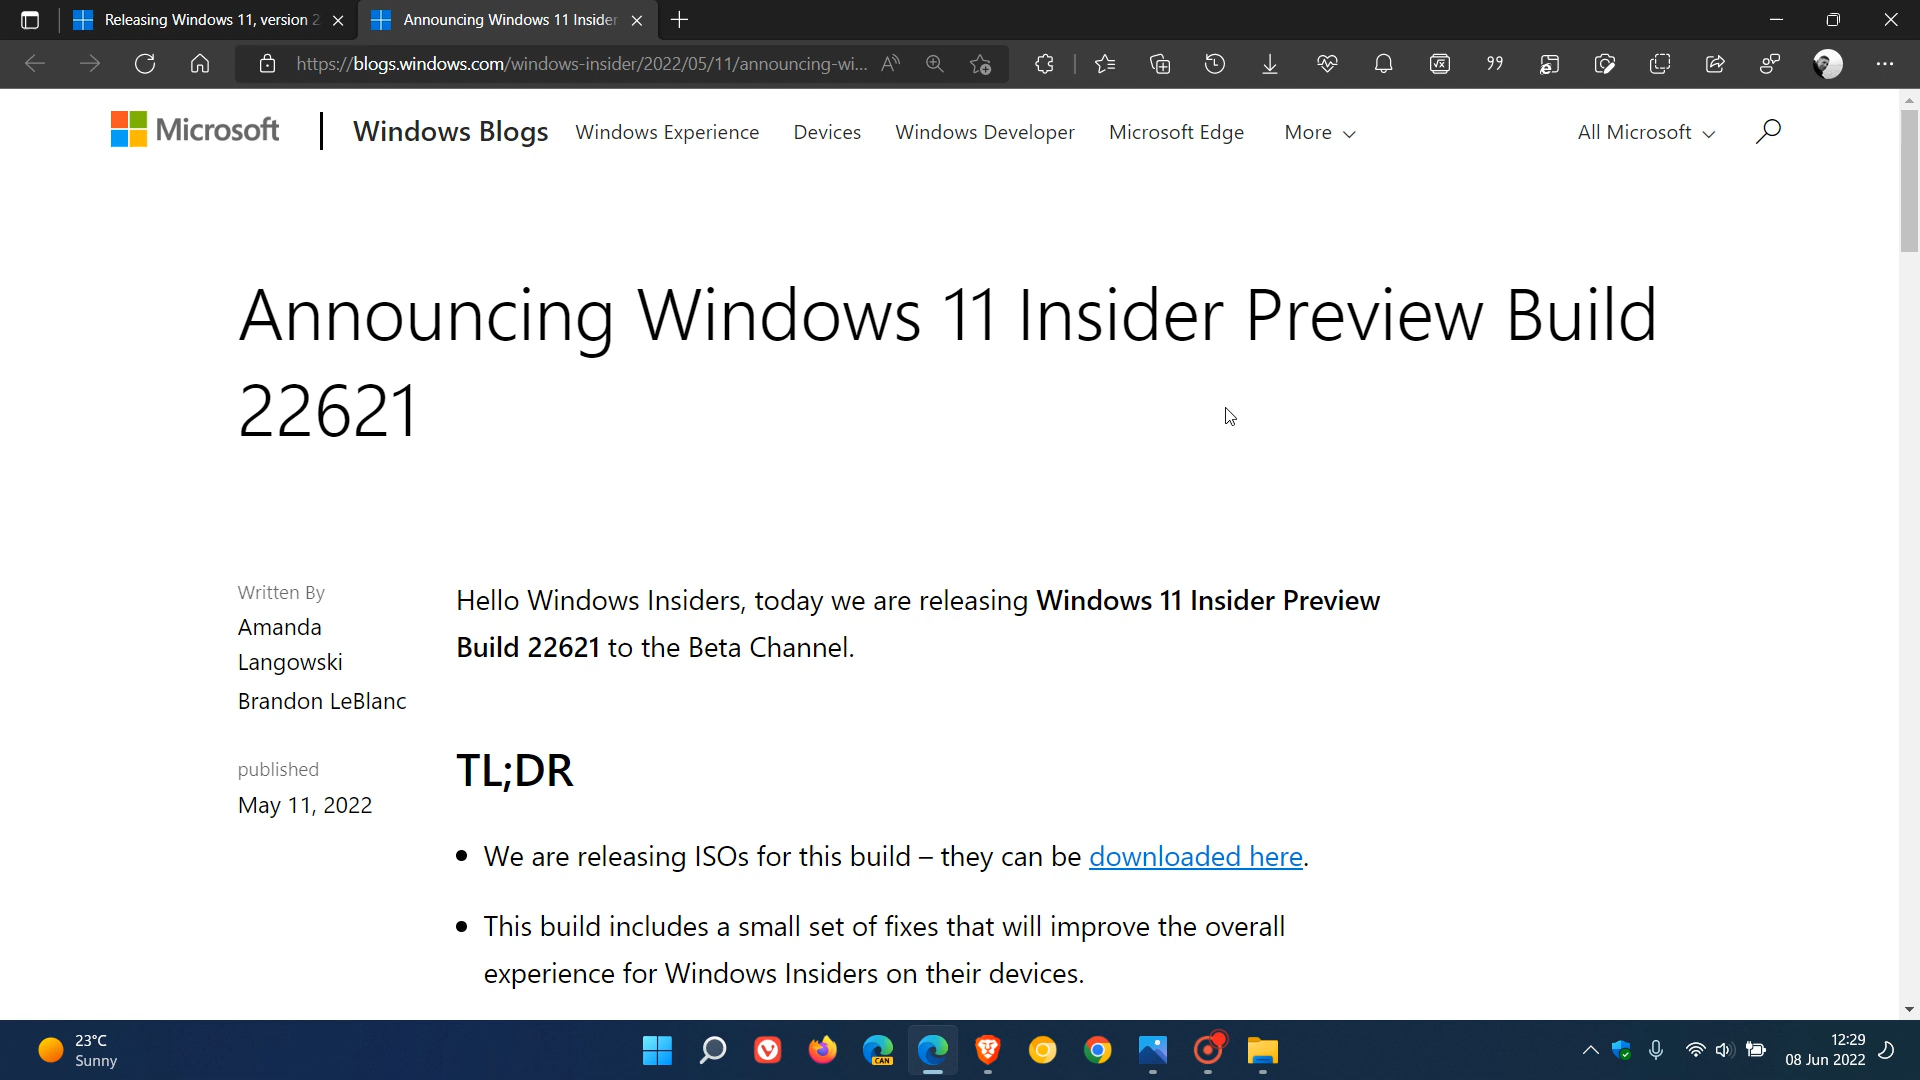 Releasing Windows 11, version 2
Announcing Windows 11 Insider
https://blogs.windows.com/windows-insider/2022/05/11/announcing-wi...
Microsoft
Windows Blogs
Windows Experience
Devices
Windows Developer
Microsoft Edge
More
All Microsoft
Announcing Windows 11 Insider Preview Build
22621
Written By
Amanda
Langowski
Brandon LeBlanc
published
May 11, 2022
Hello Windows Insiders, today we are releasing Windows 11 Insider Preview
Build 22621 to the Beta Channel.
TL;DR
• We are releasing ISOs for this build – they can be downloaded here.
• This build includes a small set of fixes that will improve the overall
experience for Windows Insiders on their devices.
23°C
Sunny
CAN
12:29
08 Jun 2022